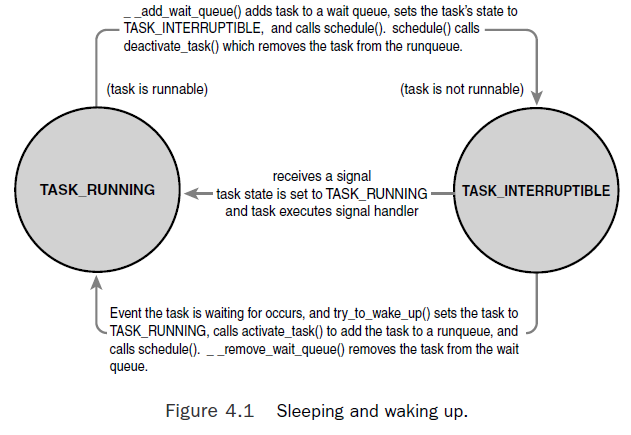 _ _add_wait_queue() adds task to a wait queue, sets the task's state to
TASK_INTERRUPTIBLE, and calls schedule(). schedule() calls
deactivate_task() which removes the task from the runqueue.
(task is runnable)
(task is not runnable)
TASK_RUNNING
receives a signal
task state is set to TASK_RUNNING
and task executes signal handler
TASK_INTERRUPTIBLE
Event the task is waiting for occurs, and try_to_wake_up() sets the task to
TASK_RUNNING, calls activate_task() to add the task to a runqueue, and
calls schedule(). _ _remove_wait_queue() removes the task from the wait
queue.
Figure 4.1 Sleeping and waking up.